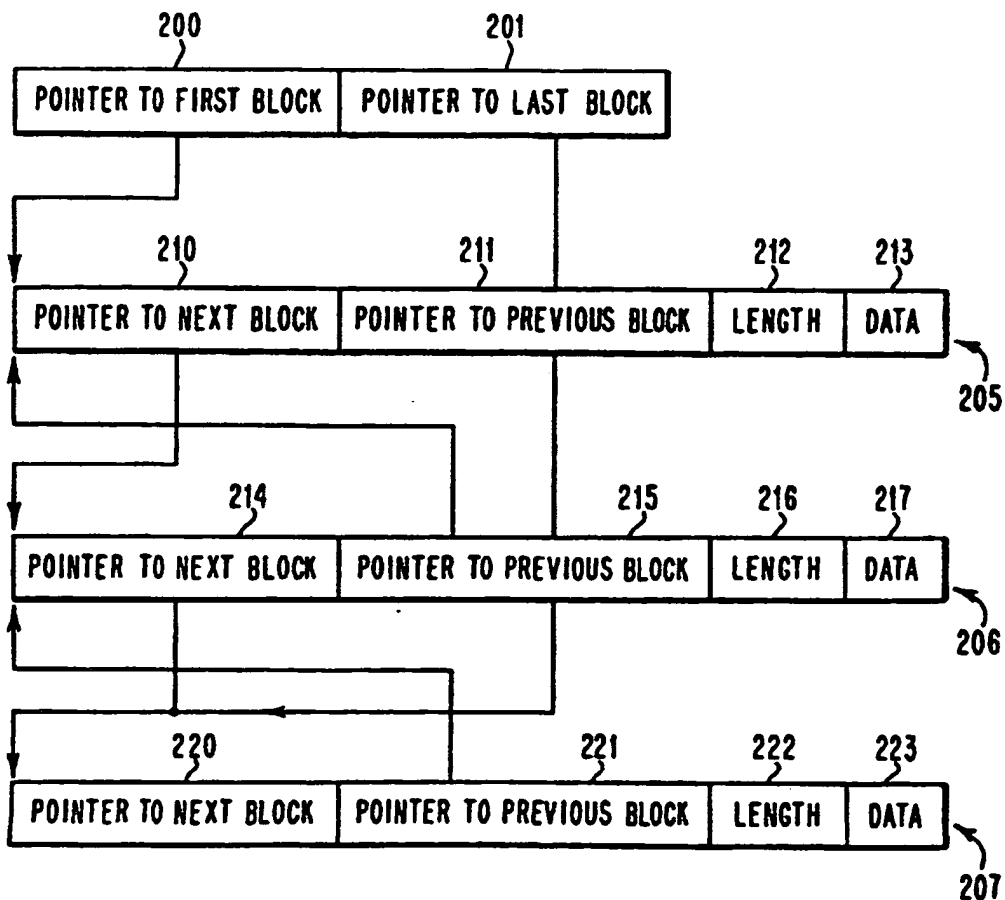 200 201
POINTER TO FIRST BLOCK POINTER TO LAST BLOCK
210 211 212 213
POINTER TO NEXT BLOCK POINTER TO PREVIOUS BLOCK LENGTH DATA
205
214 215 216 217
POINTER TO NEXT BLOCK POINTER TO PREVIOUS BLOCK LENGTH DATA
206
220 221 222 223
POINTER TO NEXT BLOCK POINTER TO PREVIOUS BLOCK LENGTH DATA
207